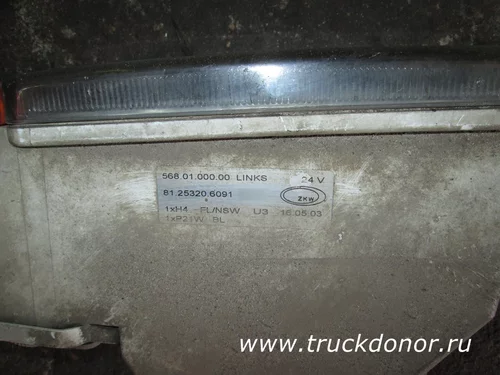 568 01.000.00 LINKS 24 V
81.25320.6091
ZKW
1xH4 FL/NSW LI3 16.05.03
1xP21W BL
www.truckdonor.ru